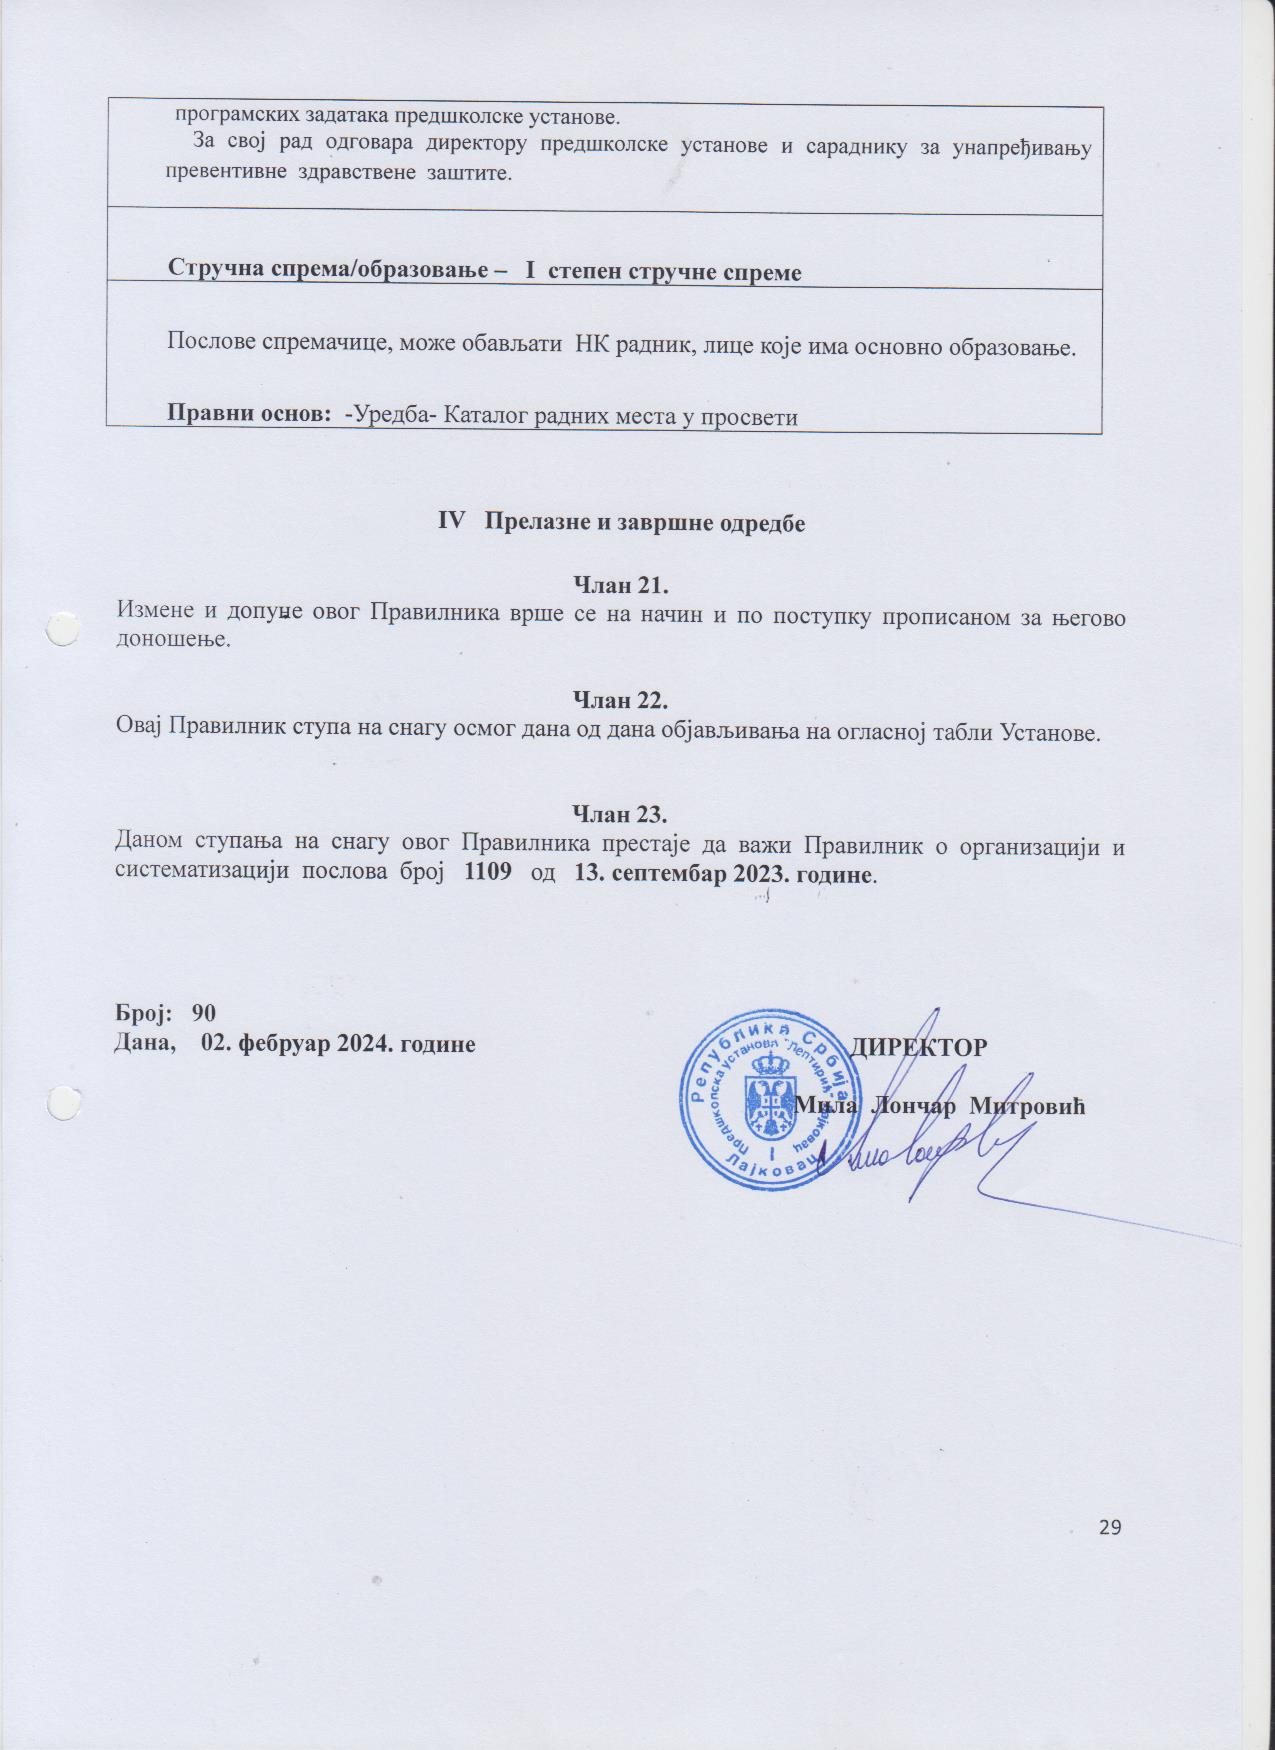 програмских задатака предшколске установе.
За свој рад одговара директору предшколске установе и сараднику за унапређивању
превентивне здравствене заштите.
Стручна спрема/образовање – I степен стручне спреме
Послове спремачице, може обављати НК радник, лице које има основно образовање.
Правни основ: -Уредба- Каталог радних места у просвети
IV Прелазне и завршне одредбе
Члан 21.
Измене и допуне овог Правилника врше се на начин и по поступку прописаном за његово
доношење.
Члан 22.
Овај Правилник ступа на снагу осмог дана од дана објављивања на огласној табли Установе.
Члан 23.
Даном ступања на снагу овог Правилника престаје да важи Правилник о организацији и
систематизацији послова број 1109 од 13. септембар 2023. године.
Број: 90
Дана, 02. фебруар 2024. године
ДИРЕКТОР
Мила Лончар Митровић
Република Србија
Предшколска установа "Лептирић" Лајковац
I
Лајковац
29